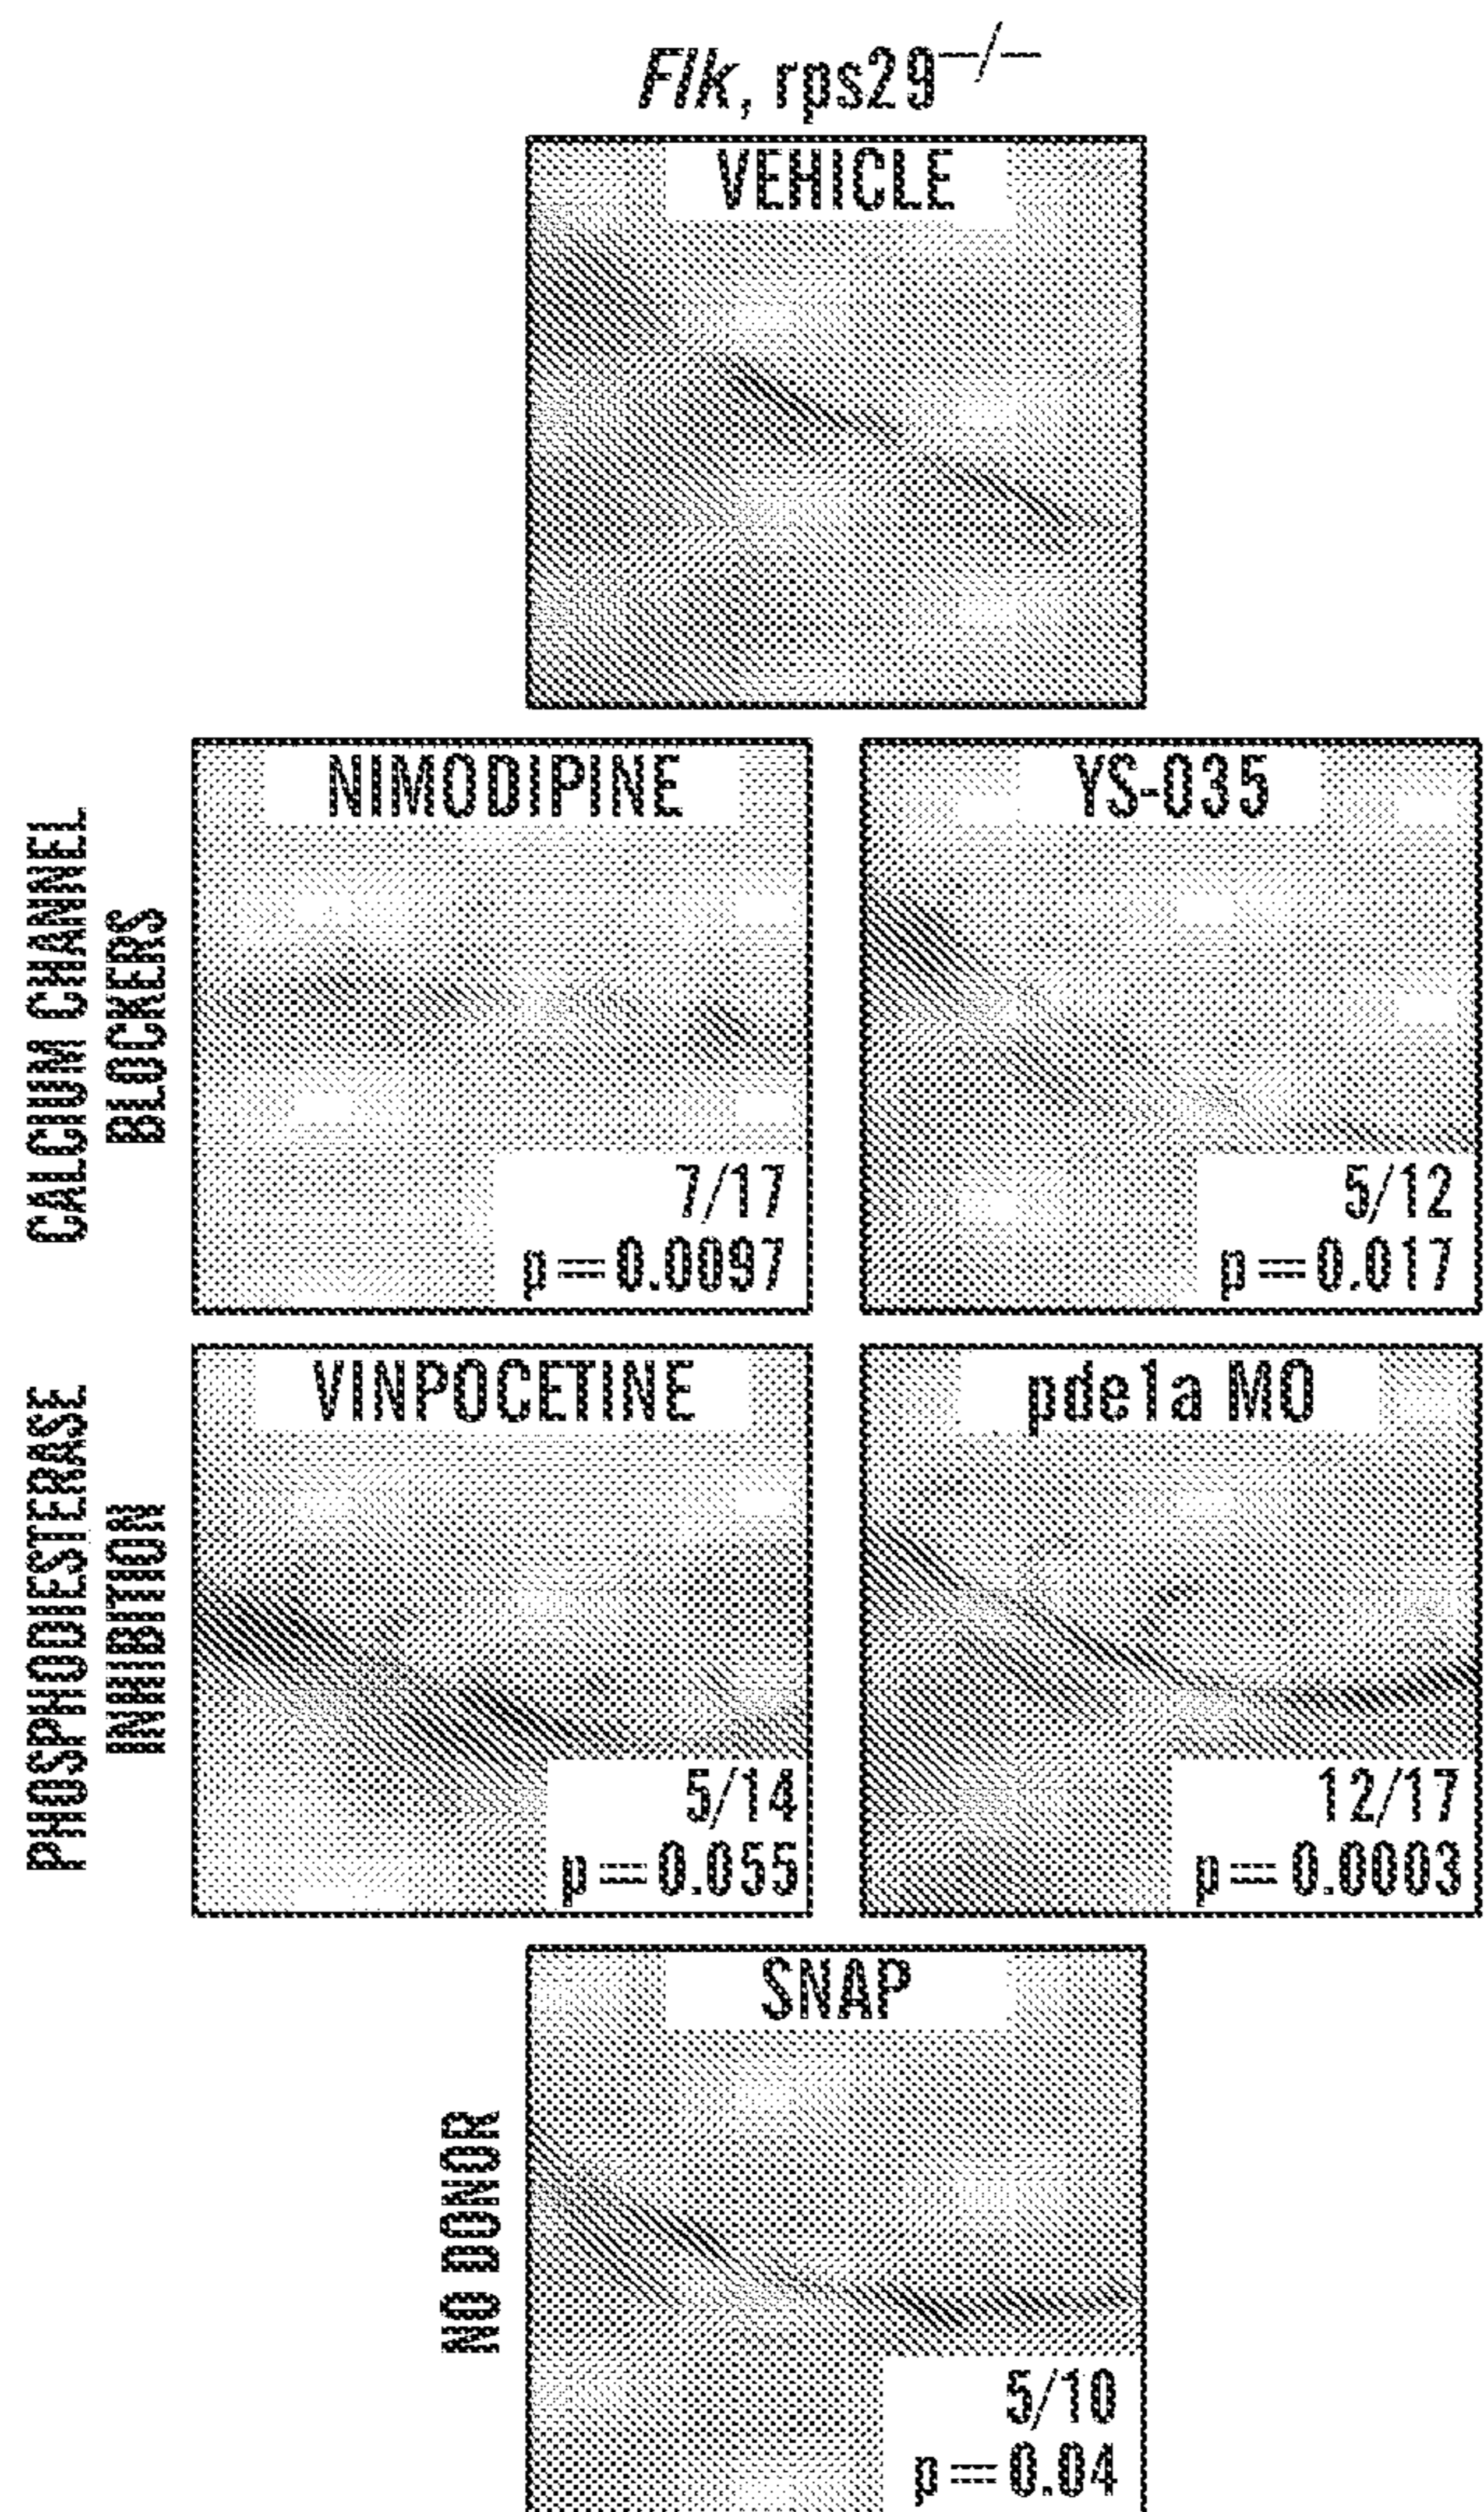 Flk, rps29—/—
VEHICLE
CALCIUM CHANNEL
BLOCKERS
NIMODIPINE
7/17
p=0.0097
YS-035
5/12
p=0.017
PHOSPHODIESTERASE
INHIBITION
VINPOCETINE
5/14
p=0.055
pde1a MO
12/17
p=0.0003
NO DONOR
SNAP
5/10
p=0.04